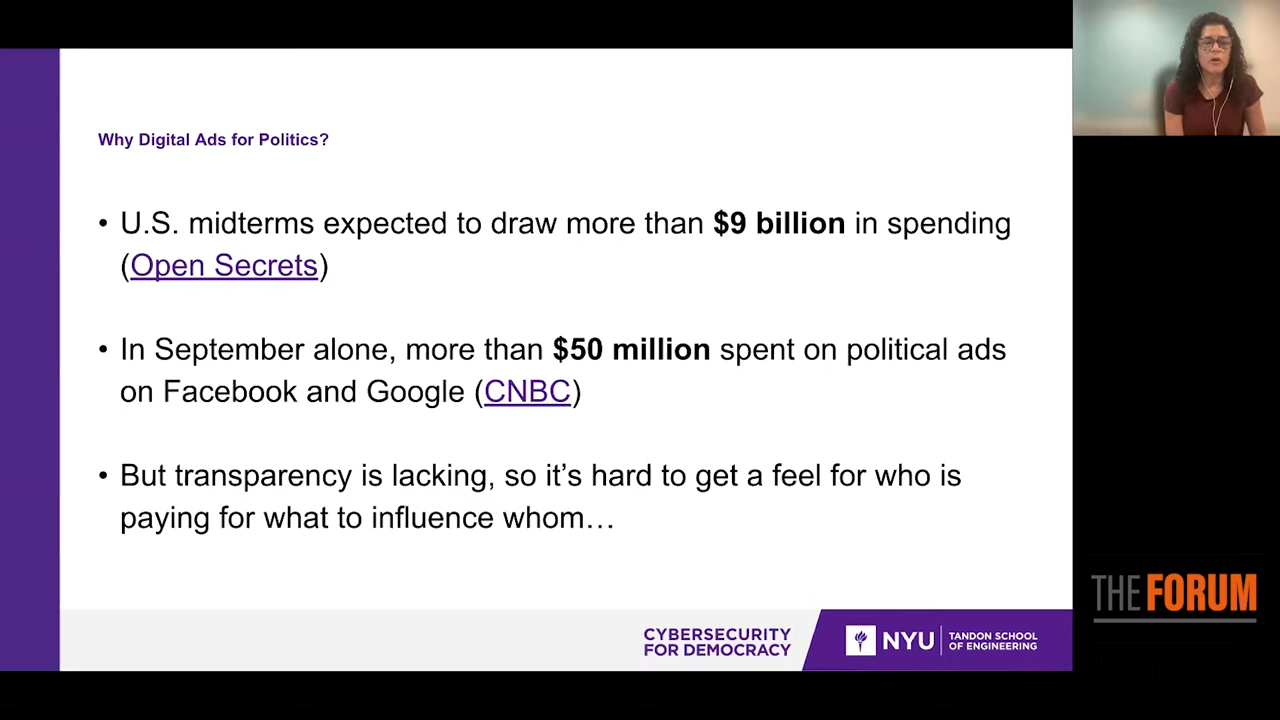 Why Digital Ads for Politics?
• U.S. midterms expected to draw more than $9 billion in spending
(Open Secrets)
• In September alone, more than $50 million spent on political ads
on Facebook and Google (CNBC)
• But transparency is lacking, so it’s hard to get a feel for who is
paying for what to influence whom…
CYBERSECURITY
FOR DEMOCRACY
NYU
TANDON SCHOOL
OF ENGINEERING
THE FORUM